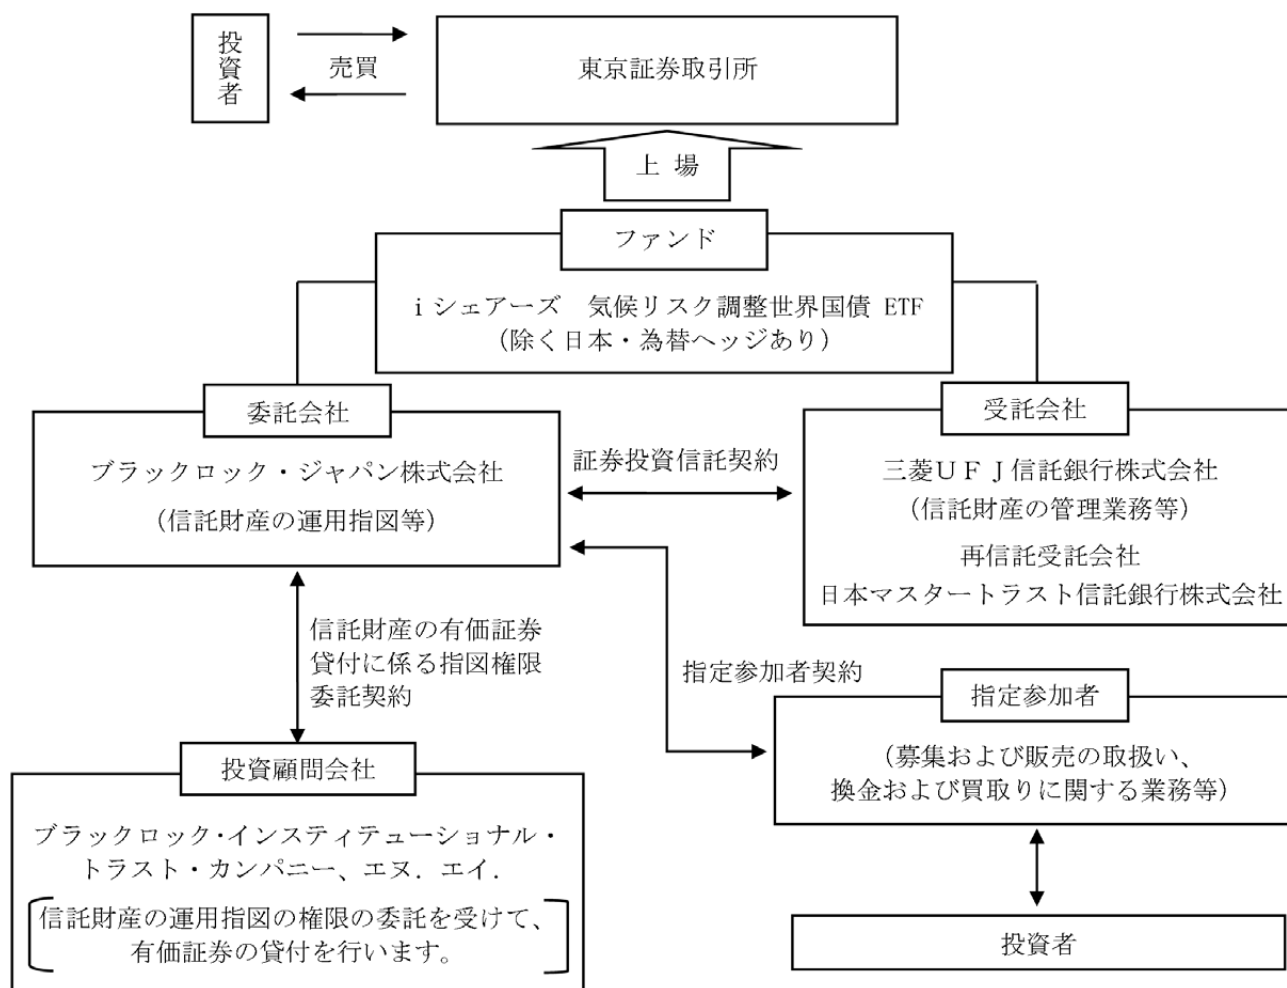 投資者
売買
東京証券取引所
上 場
ファンド
i シェアーズ　気候リスク調整世界国債 ETF
（除く日本・為替ヘッジあり）
委託会社
ブラックロック・ジャパン株式会社
（信託財産の運用指図等）
証券投資信託契約
受託会社
三菱ＵＦＪ信託銀行株式会社
（信託財産の管理業務等）
再信託受託会社
日本マスタートラスト信託銀行株式会社
信託財産の有価証券
貸付に係る指図権限
委託契約
指定参加者契約
指定参加者
（募集および販売の取扱い、
換金および買取りに関する業務等）
投資顧問会社
ブラックロック・インスティテューショナル・
トラスト・カンパニー、エヌ．エイ．
信託財産の運用指図の権限の委託を受けて、
有価証券の貸付を行います。
投資者